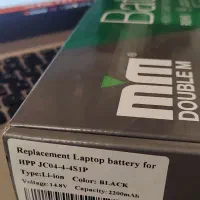 Ba
mm
DOUBLE M
Replacement Laptop battery for
HPP JC04-4-4S1P
Type:Li-ion Color: BLACK
Voltage:14.8V Capacity:2200mAh